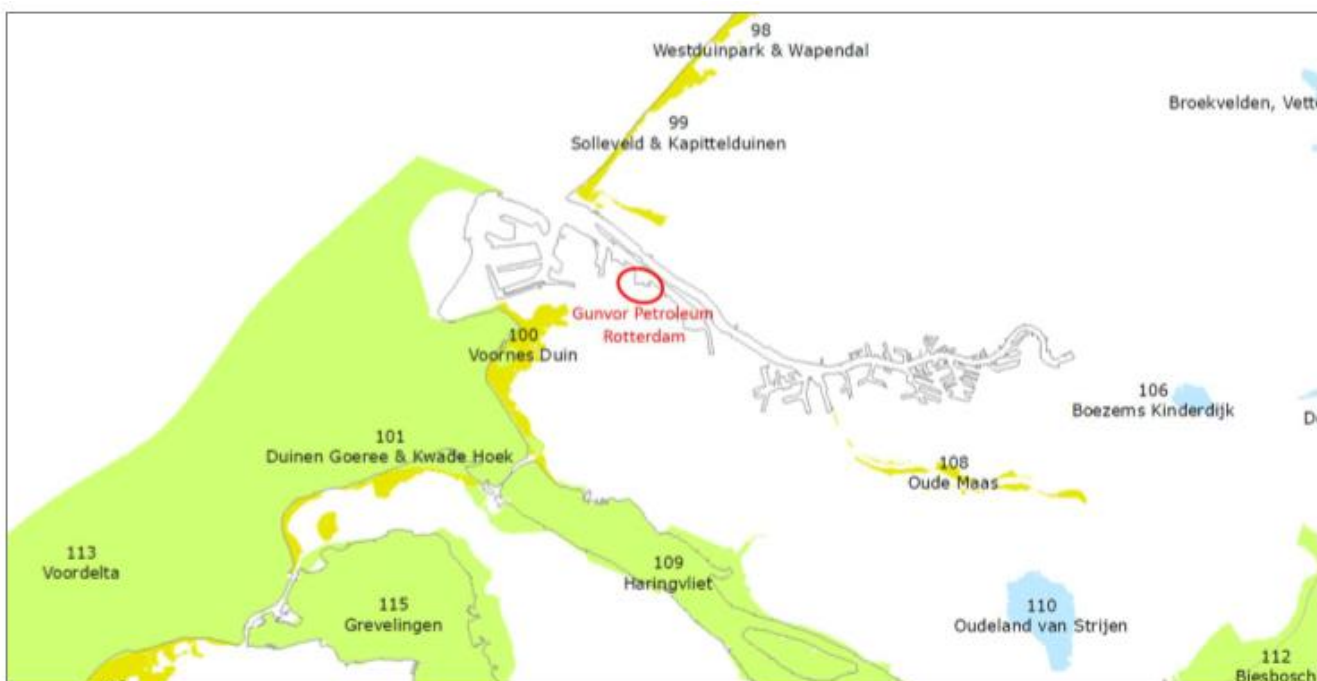 98
Westduinpark & Wapendal
Broekvelden, Vett
99
Solleveld & Kapittelduinen
Gunvor Petroleum
Rotterdam
100
Voornes Duin
106
Boezems Kinderdijk
D
101
Duinen Goeree & Kwade Hoek
108
Oude Maas
113
Voordelta
109
Haringvliet
115
Grevelingen
110
Oudeland van Strijen
112
Biesbosch